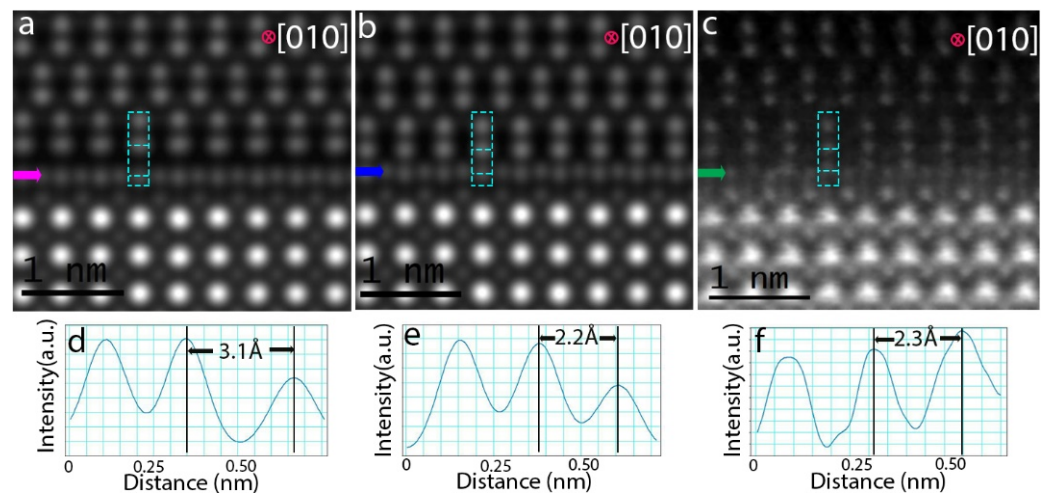 a
⊗[010]
b
⊗[010]
c
⊗[010]
1 nm
1 nm
1 nm
d
3.1Å
Intensity(a.u.)
0
0.25
0.50
Distance (nm)
e
2.2Å
Intensity(a.u.)
0
0.25
0.50
Distance (nm)
f
2.3Å
Intensity(a.u.)
0
0.25
0.50
Distance (nm)